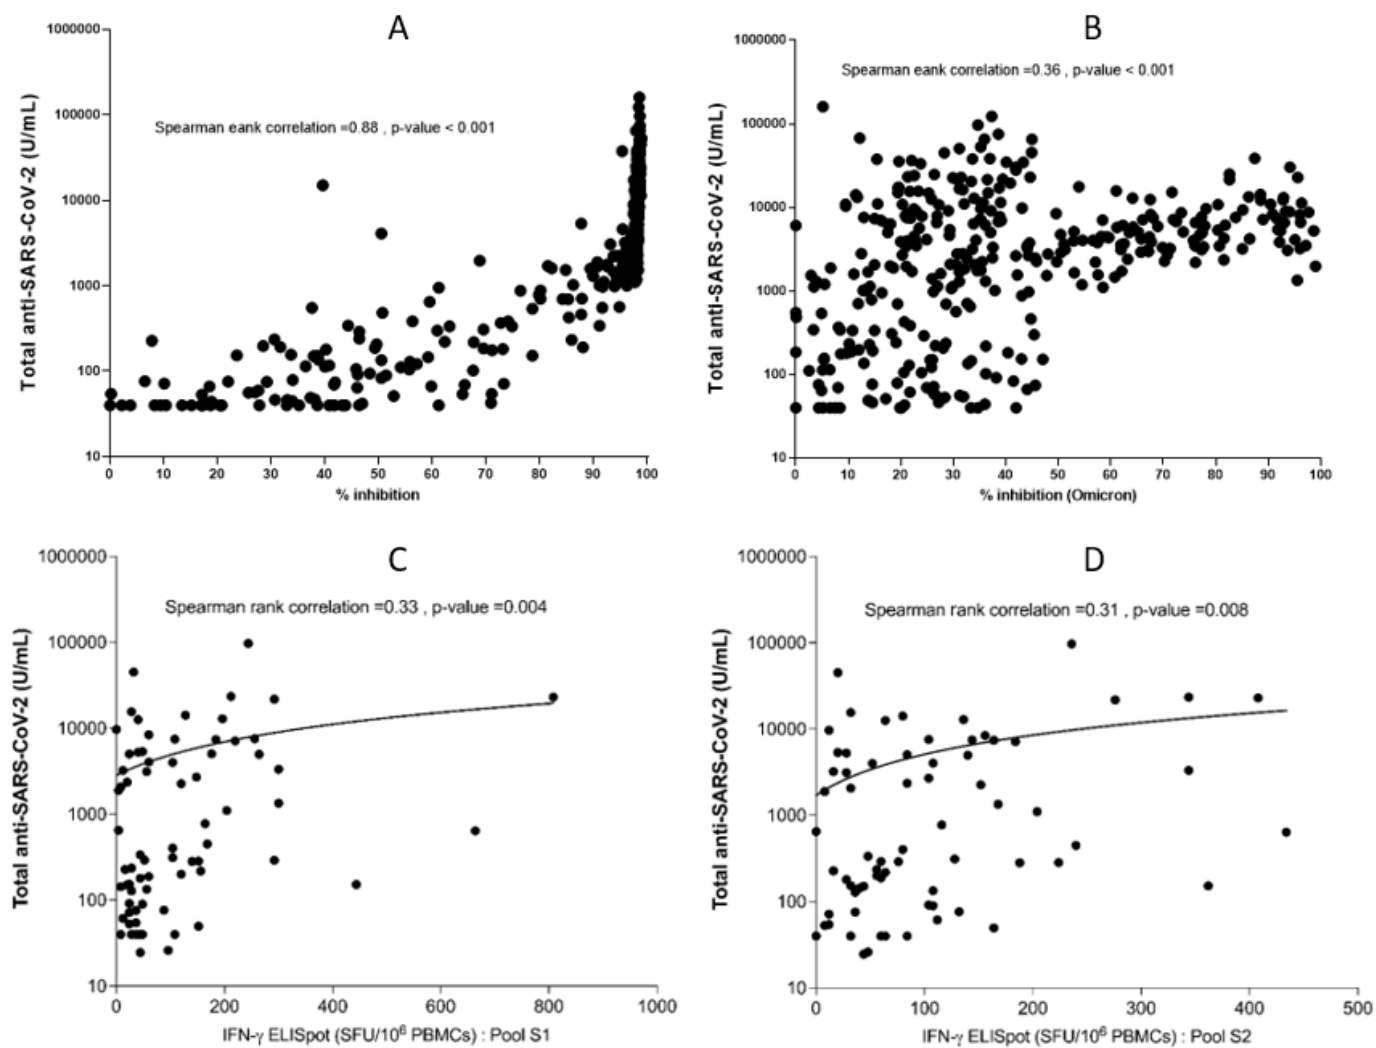 A
Total anti-SARS-CoV-2 (U/mL)
1000000
100000
10000
1000
100
10
Spearman eank correlation =0.88 , p-value < 0.001
0 10 20 30 40 50 60 70 80 90 100
% inhibition
B
Total anti-SARS-CoV-2 (U/mL)
1000000
100000
10000
1000
100
10
Spearman eank correlation =0.36 , p-value < 0.001
0 10 20 30 40 50 60 70 80 90 100
% inhibition (Omicron)
C
Total anti-SARS-CoV-2 (U/mL)
1000000
100000
10000
1000
100
10
Spearman rank correlation =0.33 , p-value =0.004
0 200 400 600 800 1000
IFN-γ ELISpot (SFU/10⁶ PBMCs) : Pool S1
D
Total anti-SARS-CoV-2 (U/mL)
1000000
100000
10000
1000
100
10
Spearman rank correlation =0.31 , p-value =0.008
0 100 200 300 400 500
IFN-γ ELISpot (SFU/10⁶ PBMCs) : Pool S2